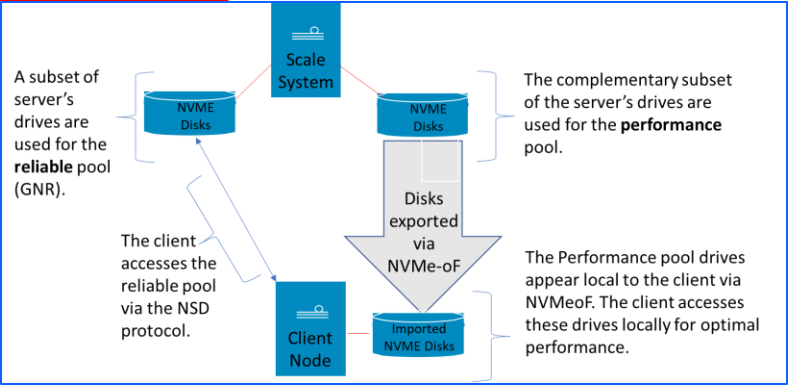 Scale
System
A subset of
server's
drives are
used for the
reliable pool
(GNR).
NVME
Disks
NVME
Disks
The complementary subset
of the server's drives are
used for the performance
pool.
Disks
exported
via
NVMe-oF
The client
accesses the
reliable pool
via the NSD
protocol.
Client
Node
Imported
NVME Disks
The Performance pool drives
appear local to the client via
NVMeoF. The client accesses
these drives locally for optimal
performance.